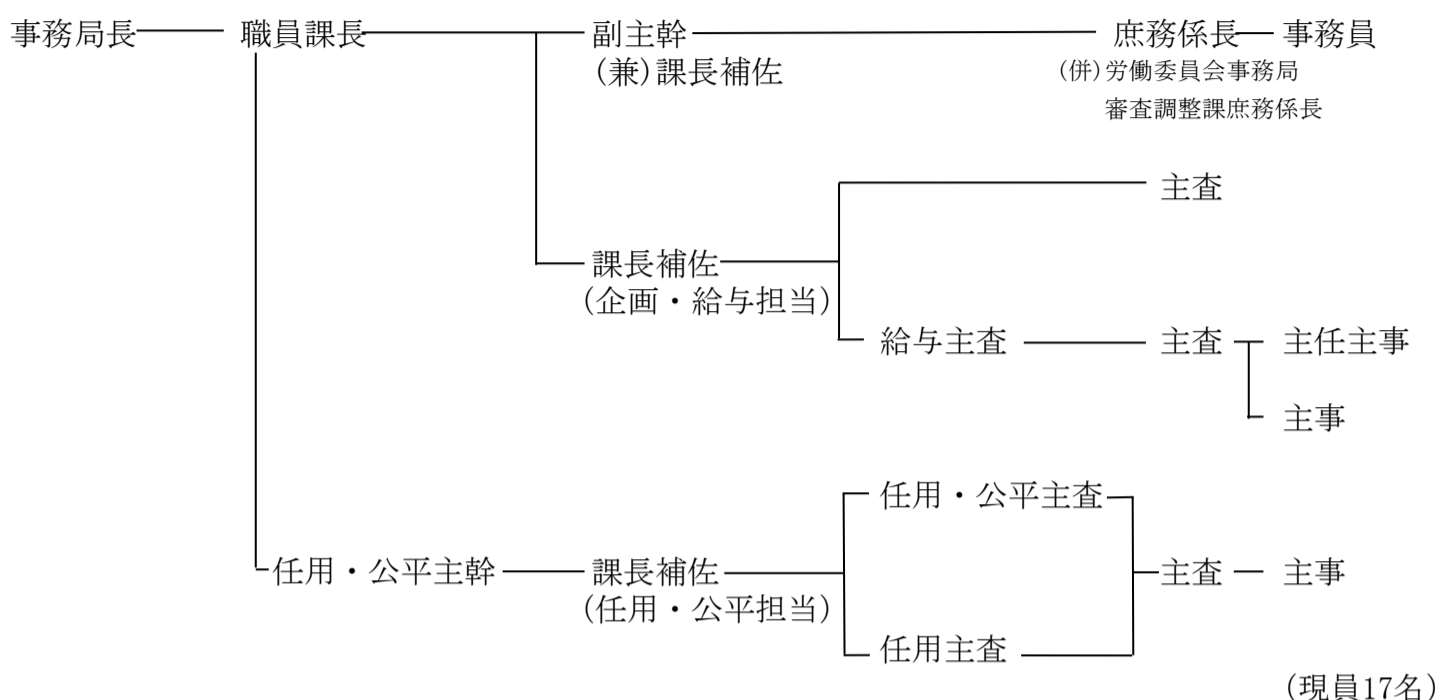 事務局長 職員課長 副主幹 庶務係長 事務員
(兼)課長補佐 (併)労働委員会事務局
審査調整課庶務係長
主査
課長補佐
(企画・給与担当)
給与主査 主査 主任主事
主事
任用・公平主査
任用・公平主幹 課長補佐 主査 主事
(任用・公平担当)
任用主査
(現員17名)